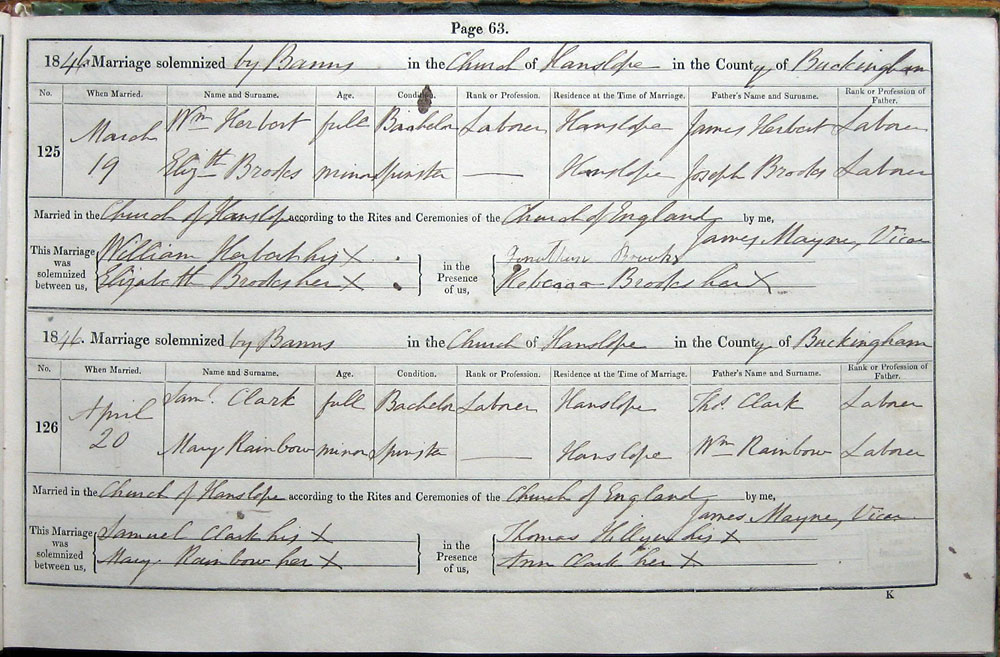 Page 63.
1846. Marriage solemnized by Banns in the Church of Hanslope in the County of Buckingham
No. When Married. Name and Surname. Age. Condition. Rank or Profession. Residence at the Time of Marriage. Father's Name and Surname. Rank or Profession of Father.
March Wm Herbert full Bachelor Laborer Hanslope James Herbert Laborer
125
19 Elizth Brooks minor Spinster — Hanslope Joseph Brooks Laborer
Married in the Church of Hanslope according to the Rites and Ceremonies of the Church of England by me,
James Mayne, Vicar
This Marriage was solemnized between us, William Herbert his X in the Presence of us, Jonathan Brooks
Elizabeth Brooks her X Rebecca Brooks her X
1846. Marriage solemnized by Banns in the Church of Hanslope in the County of Buckingham
No. When Married. Name and Surname. Age. Condition. Rank or Profession. Residence at the Time of Marriage. Father's Name and Surname. Rank or Profession of Father.
April Saml. Clark full Bachelor Laborer Hanslope Thos. Clark Laborer
126
20 Mary Rainbow minor Spinster — Hanslope Wm Rainbow Laborer
Married in the Church of Hanslope according to the Rites and Ceremonies of the Church of England by me,
James Mayne, Vicar
This Marriage was solemnized between us, Samuel Clark his X in the Presence of us, Thomas Hillyer his X
Mary Rainbow her X Ann Clark her X
K